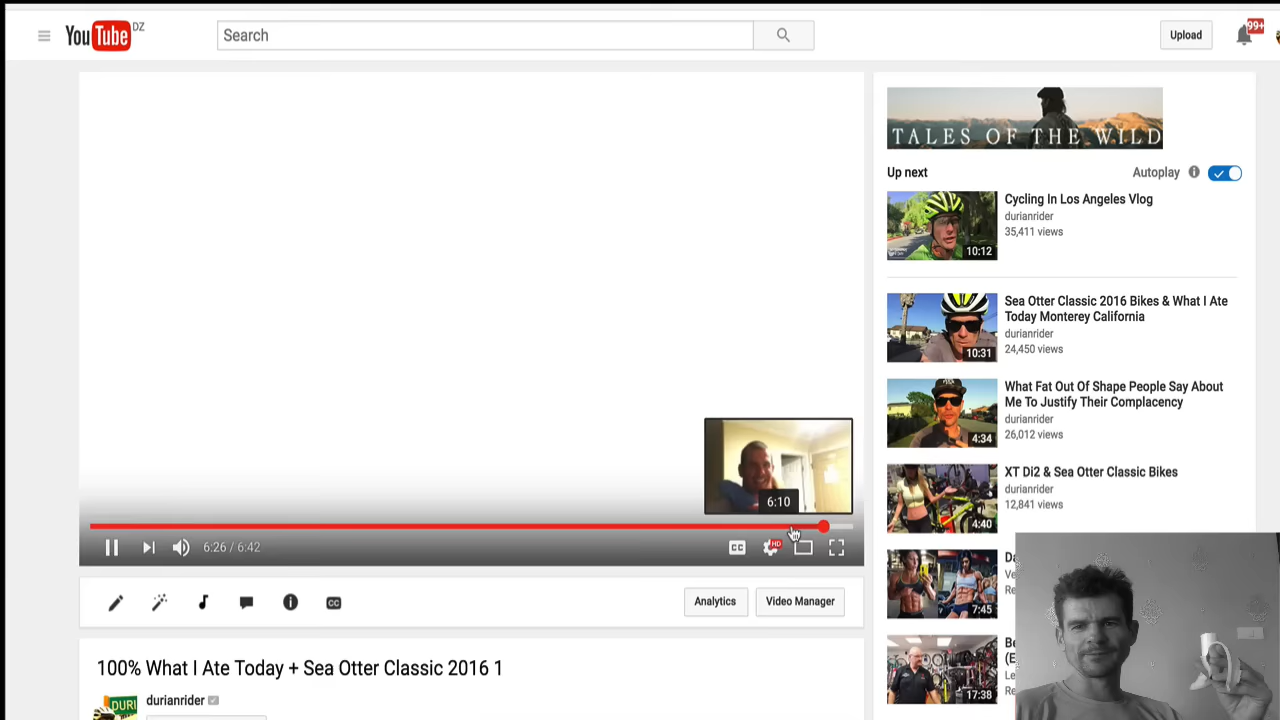 YouTube DZ
Search
Upload
99+
TALES OF THE WILD
Up next
Autoplay
Cycling In Los Angeles Vlog
durianrider
35,411 views
10:12
Sea Otter Classic 2016 Bikes & What I Ate
Today Monterey California
durianrider
24,450 views
10:31
What Fat Out Of Shape People Say About
Me To Justify Their Complacency
durianrider
26,012 views
4:34
XT Di2 & Sea Otter Classic Bikes
durianrider
12,841 views
4:40
7:45
17:38
6:10
6:26 / 6:42
CC
HD
CC
Analytics
Video Manager
100% What I Ate Today + Sea Otter Classic 2016 1
durianrider
DURI